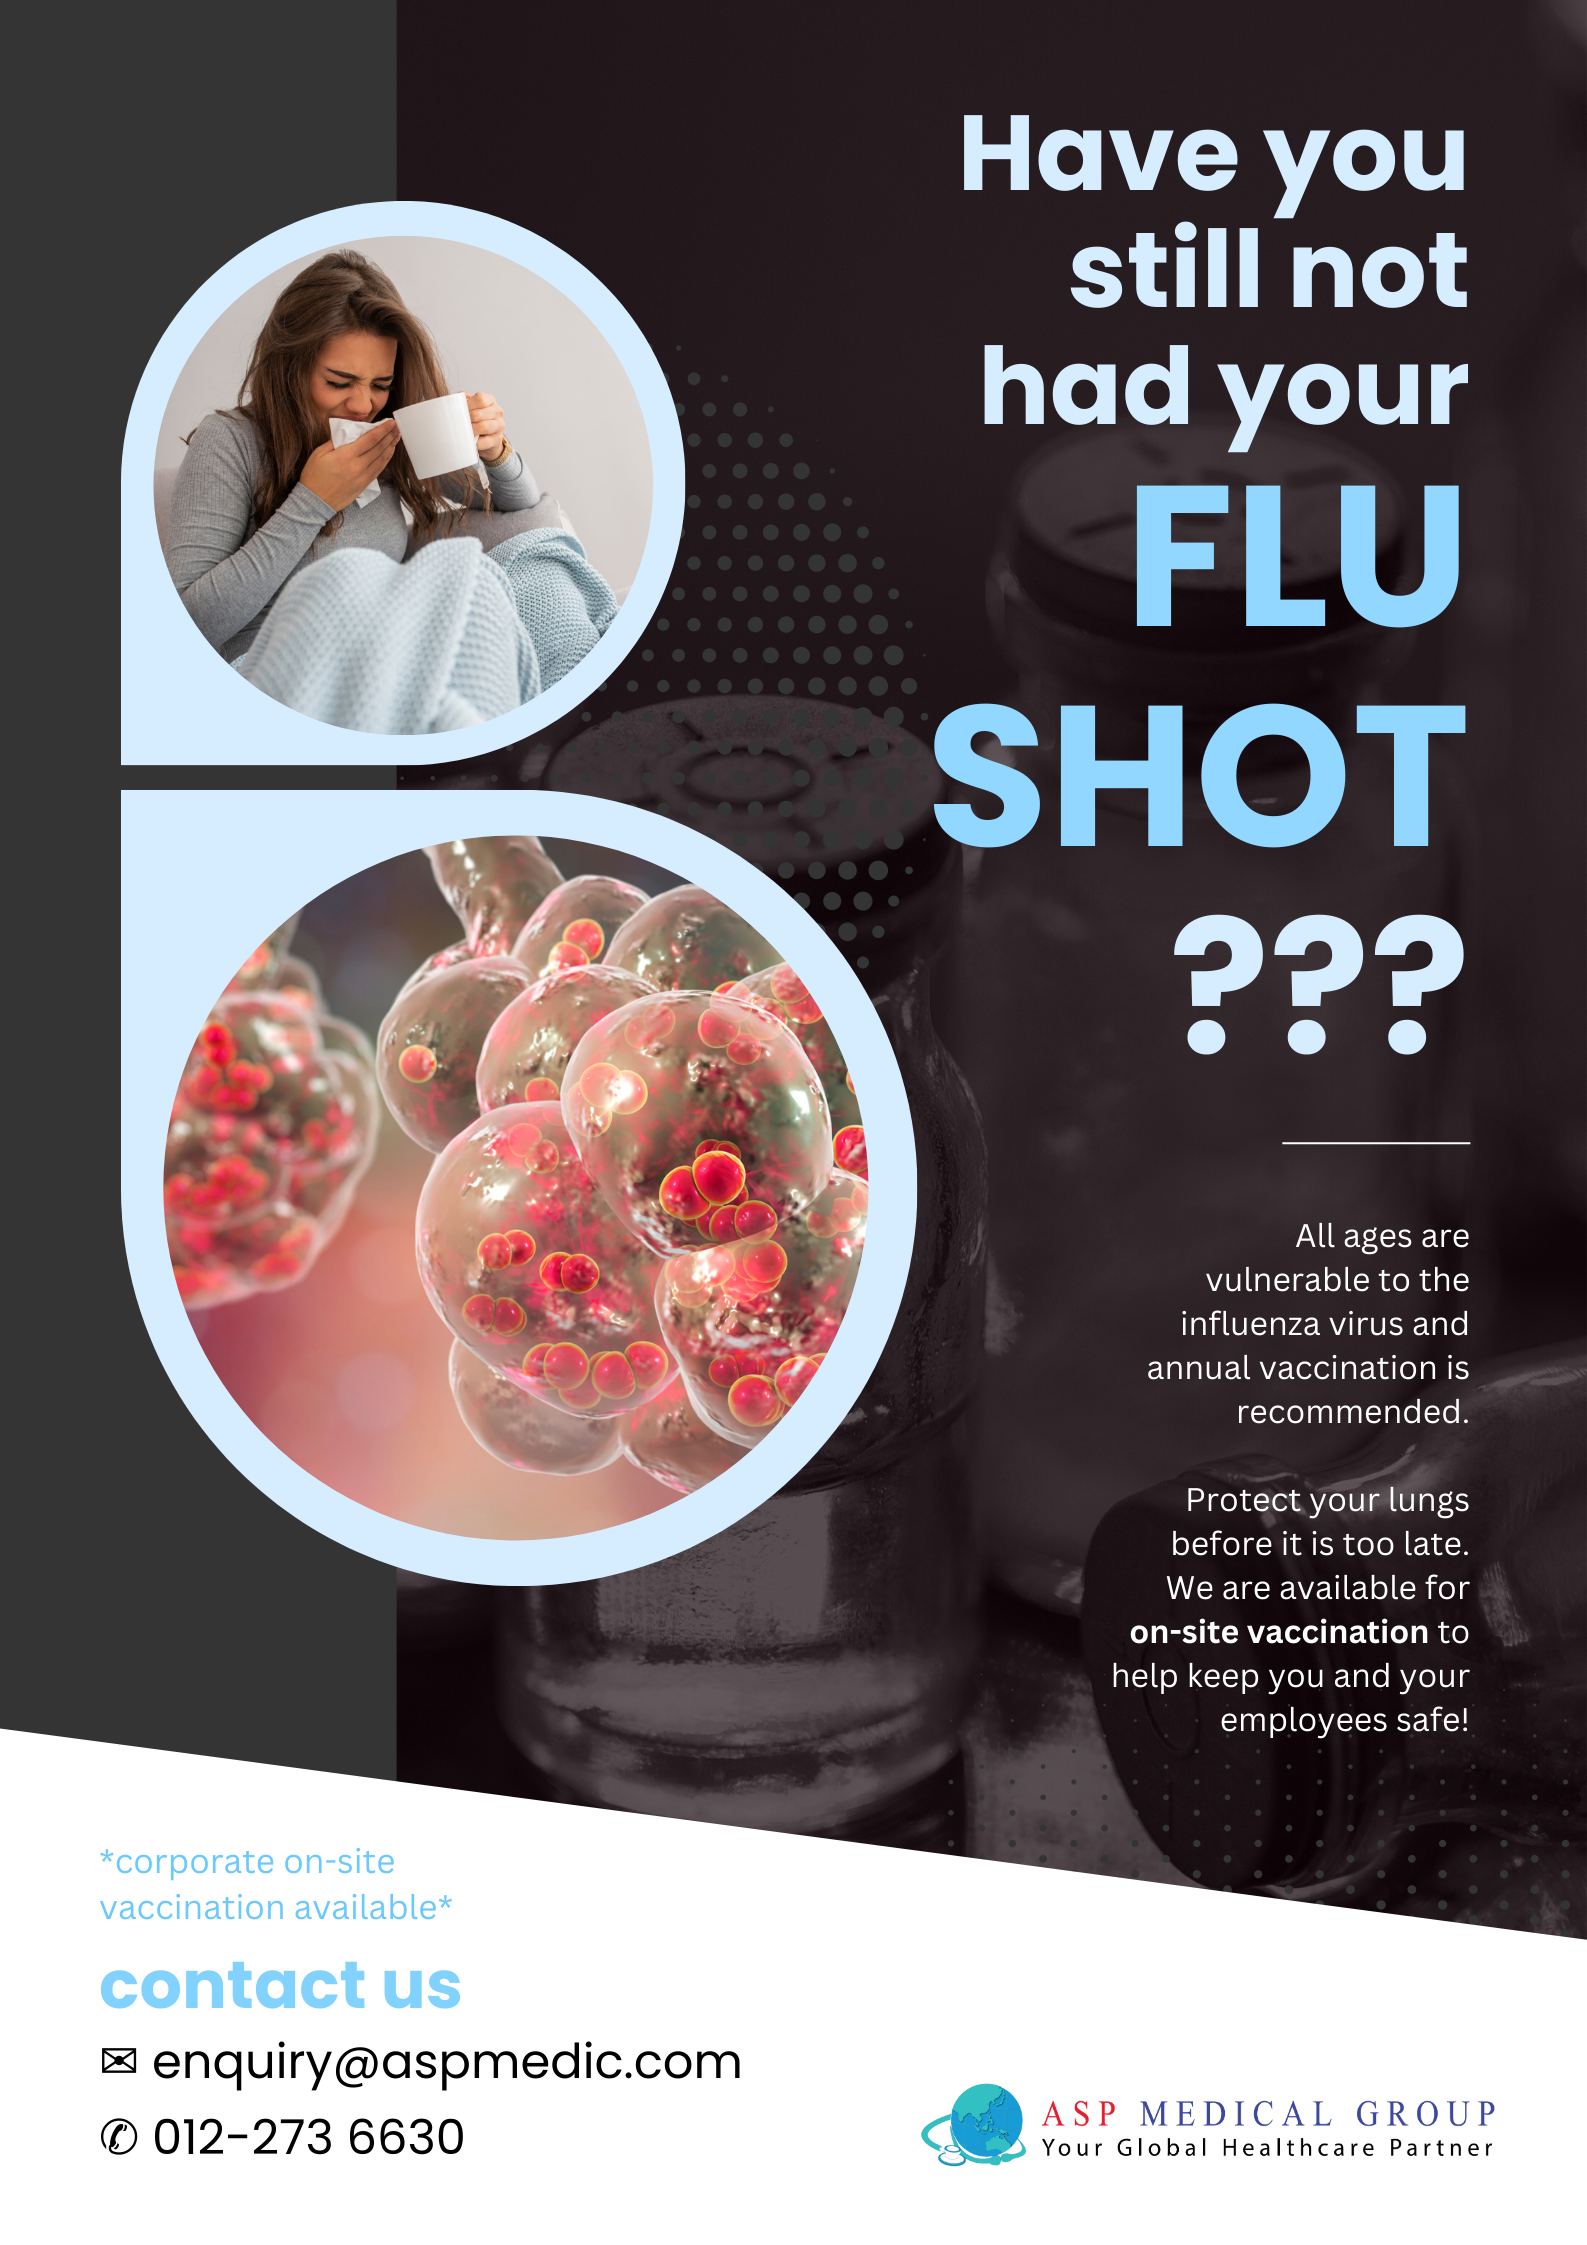 Have you
still not
had your
FLU
SHOT
???
All ages are
vulnerable to the
influenza virus and
annual vaccination is
recommended.
Protect your lungs
before it is too late.
We are available for
on-site vaccination to
help keep you and your
employees safe!
*corporate on-site
vaccination available*
contact us
✉ enquiry@aspmedic.com
✆ 012-273 6630
ASP MEDICAL GROUP
Your Global Healthcare Partner